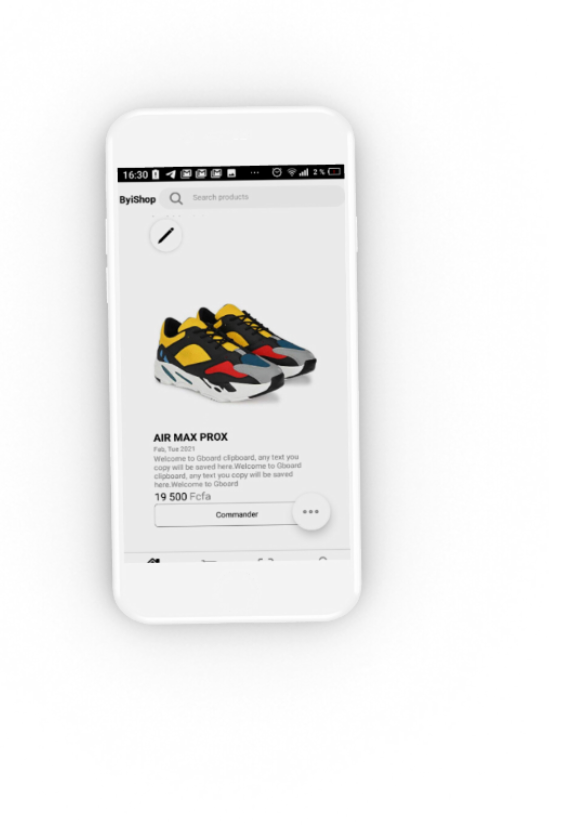 16:30 ... 2 %
ByiShop Search products
AIR MAX PROX
Feb, Tue 2021
Welcome to Gboard clipboard, any text you
copy will be saved here.Welcome to Gboard
clipboard, any text you copy will be saved
here.Welcome to Gboard
19 500 Fcfa
Commander